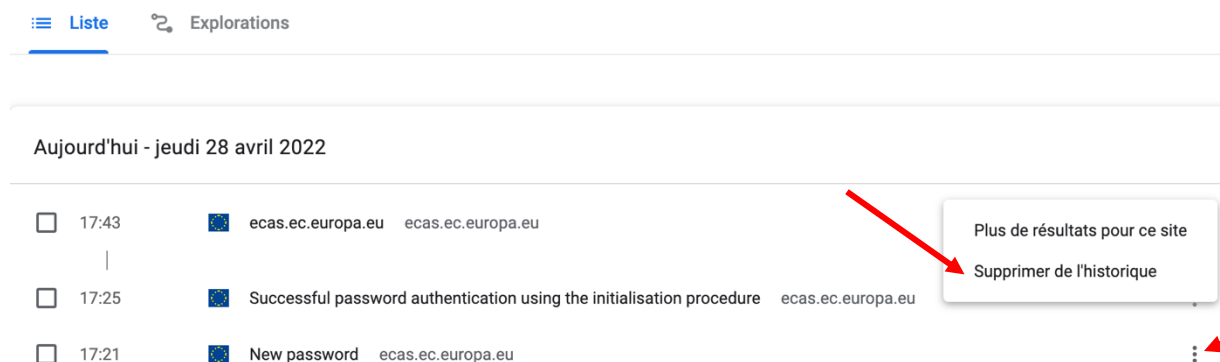 Liste Explorations
Aujourd'hui - jeudi 28 avril 2022
17:43 ecas.ec.europa.eu ecas.ec.europa.eu
Plus de résultats pour ce site
Supprimer de l'historique
17:25 Successful password authentication using the initialisation procedure ecas.ec.europa.eu
17:21 New password ecas.ec.europa.eu